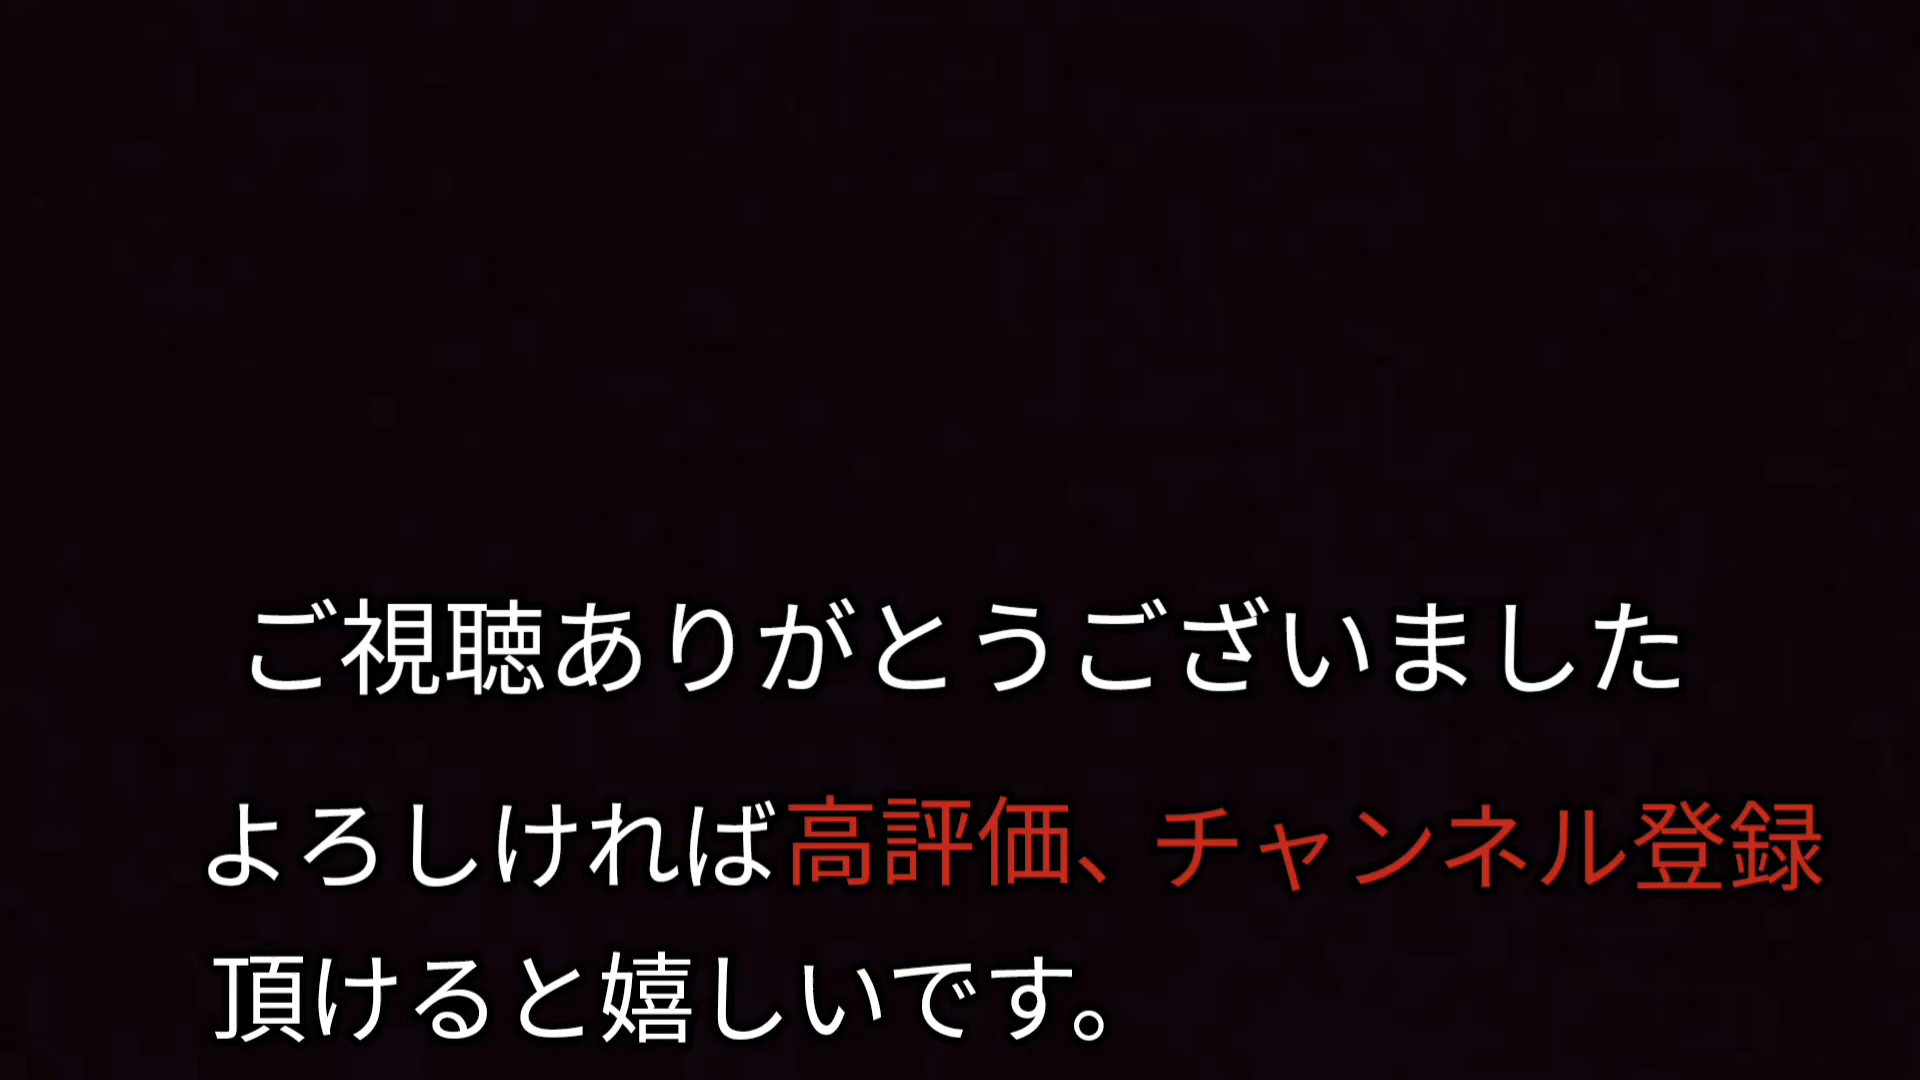 ご視聴ありがとうございました
よろしければ高評価、チャンネル登録
頂けると嬉しいです。